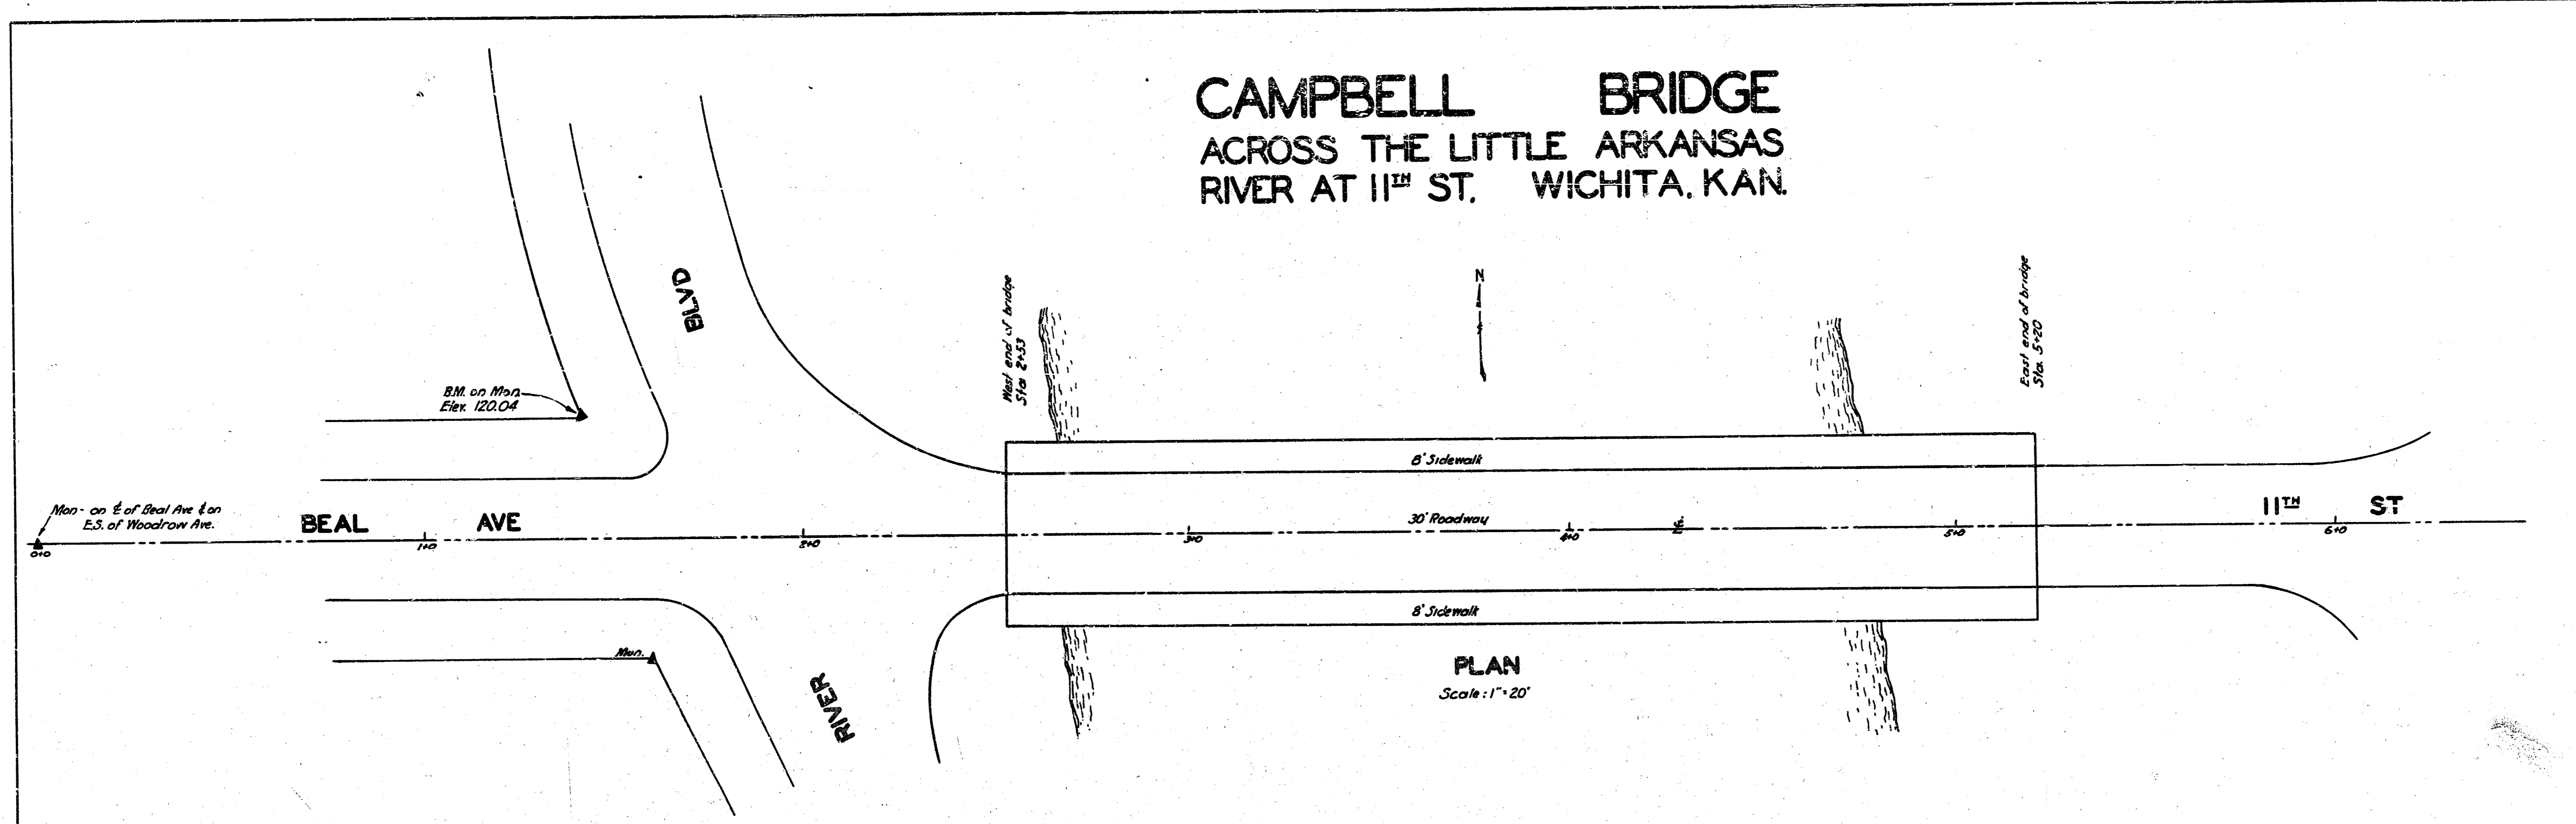 CAMPBELL BRIDGE
ACROSS THE LITTLE ARKANSAS
RIVER AT 11TH ST. WICHITA. KAN.
BLVD
West end of bridge
Sta. 2+53
N
East end of bridge
Sta. 5+20
B.M. on Mon.
Elev. 120.04
8' Sidewalk
Mon- on ℄ of Beal Ave & on
E.S. of Woodrow Ave.
BEAL AVE
30' Roadway
℄
11TH ST
0+0
1+0
2+0
3+0
4+0
5+0
6+0
8' Sidewalk
Mon.
RIVER
PLAN
Scale: 1"=20'